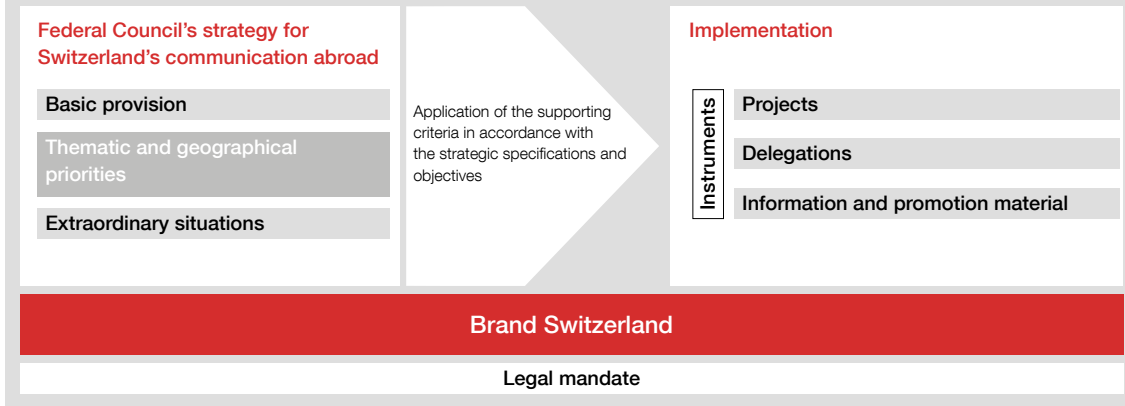 Federal Council’s strategy for
Switzerland’s communication abroad
Basic provision
Thematic and geographical
priorities
Extraordinary situations
Application of the supporting
criteria in accordance with
the strategic specifications and
objectives
Implementation
Instruments
Projects
Delegations
Information and promotion material
Brand Switzerland
Legal mandate